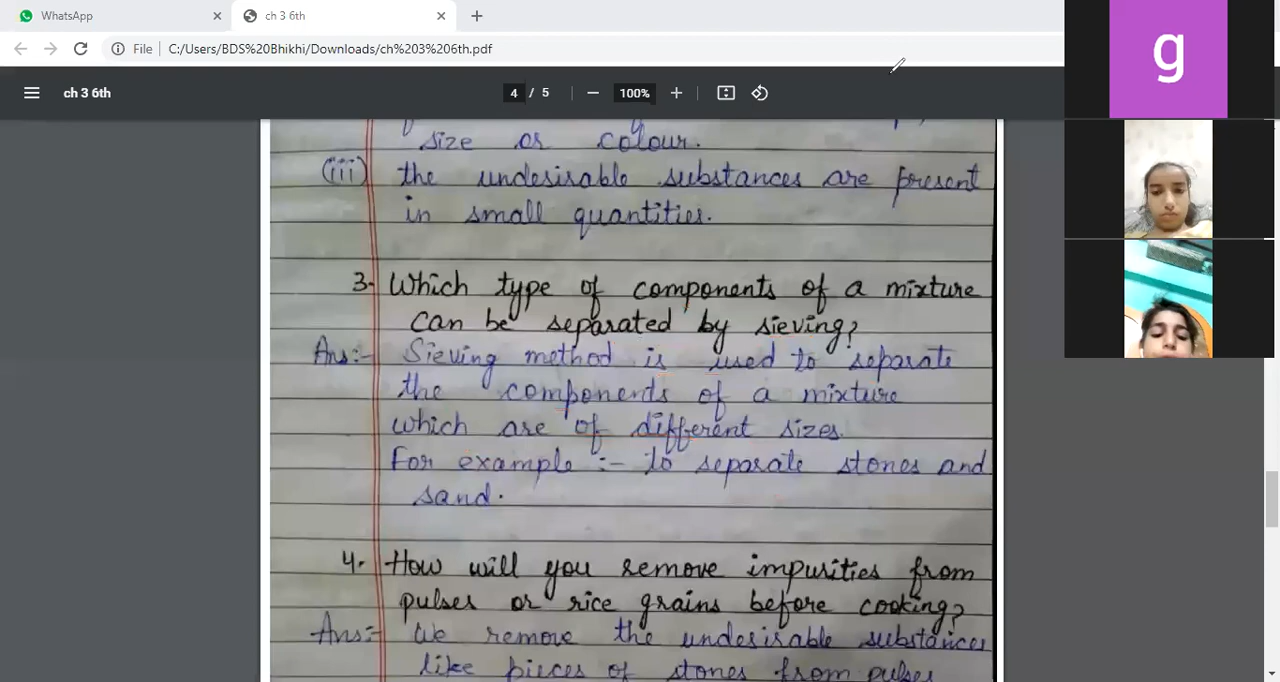 WhatsApp
ch 3 6th
File
C:/Users/BDS%20Bhikhi/Downloads/ch%203%206th.pdf
ch 3 6th
4 / 5
100%
g
size or colour.
(iii) the undesirable substances are present
in small quantities.
3. Which type of components of a mixture
can be separated by sieving?
Ans:- Sieving method is used to separate
the components of a mixture
which are of different sizes.
For example :- to separate stones and
sand.
4. How will you remove impurities from
pulses or rice grains before cooking?
Ans:- We remove the undesirable substances
like pieces of stones from pulses